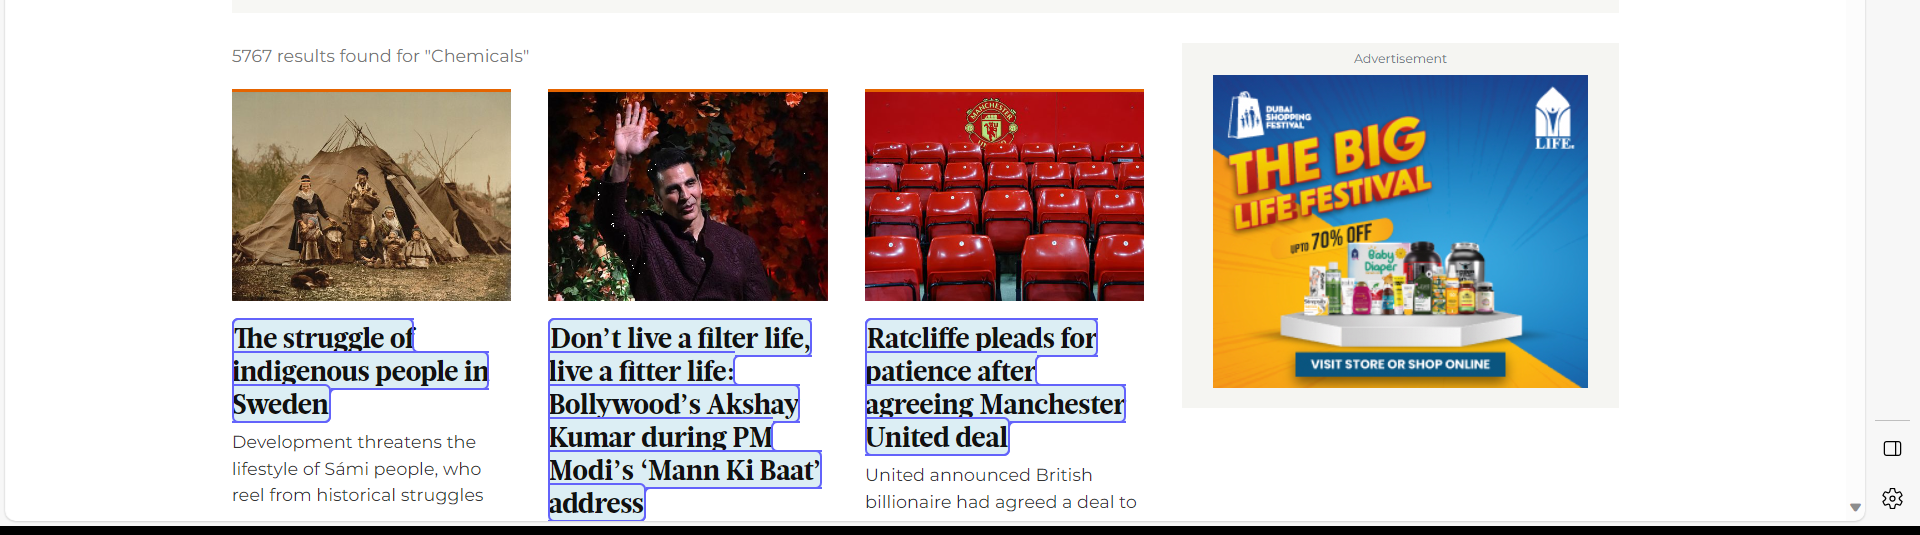 5767 results found for "Chemicals"
MANCHESTER
The struggle of
indigenous people in
Sweden
Development threatens the
lifestyle of Sámi people, who
reel from historical struggles
Don’t live a filter life,
live a fitter life:
Bollywood’s Akshay
Kumar during PM
Modi’s ‘Mann Ki Baat’
address
Ratcliffe pleads for
patience after
agreeing Manchester
United deal
United announced British
billionaire had agreed a deal to
Advertisement
DUBAI
SHOPPING
FESTIVAL
LIFE.
THE BIG
LIFE FESTIVAL
UPTO 70% OFF
Baby
Diaper
VISIT STORE OR SHOP ONLINE